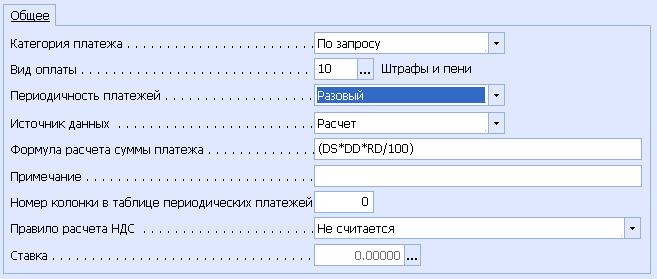 Общее
Категория платежа . . . . . . . . . . . . . . . . . . . . По запросу
Вид оплаты . . . . . . . . . . . . . . . . . . . . . . . . . . . . 10 ... Штрафы и пени
Периодичность платежей . . . . . . . . . . . . . . . Разовый
Источник данных . . . . . . . . . . . . . . . . . . . . . . Расчет
Формула расчета суммы платежа . . . . . . . . . . . (DS*DD*RD/100)
Примечание . . . . . . . . . . . . . . . . . . . . . . . . . . .
Номер колонки в таблице периодических платежей 0
Правило расчета НДС . . . . . . . . . . . . . . . . . . . Не считается
Ставка . . . . . . . . . . . . . . . . . . . . . . . . . . . . . . . . 0.00000 ...